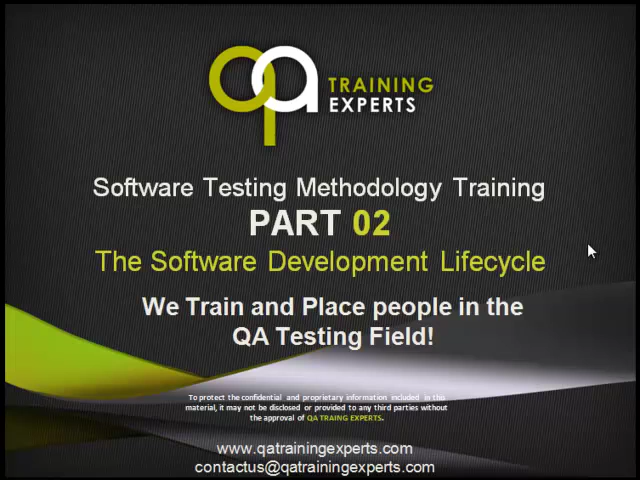 qa TRAINING
EXPERTS
Software Testing Methodology Training
PART 02
The Software Development Lifecycle
We Train and Place people in the
QA Testing Field!
To protect the confidential and proprietary information included in this
material, it may not be disclosed or provided to any third parties without
the approval of QA TRAING EXPERTS.
www.qatrainingexperts.com
contactus@qatrainingexperts.com